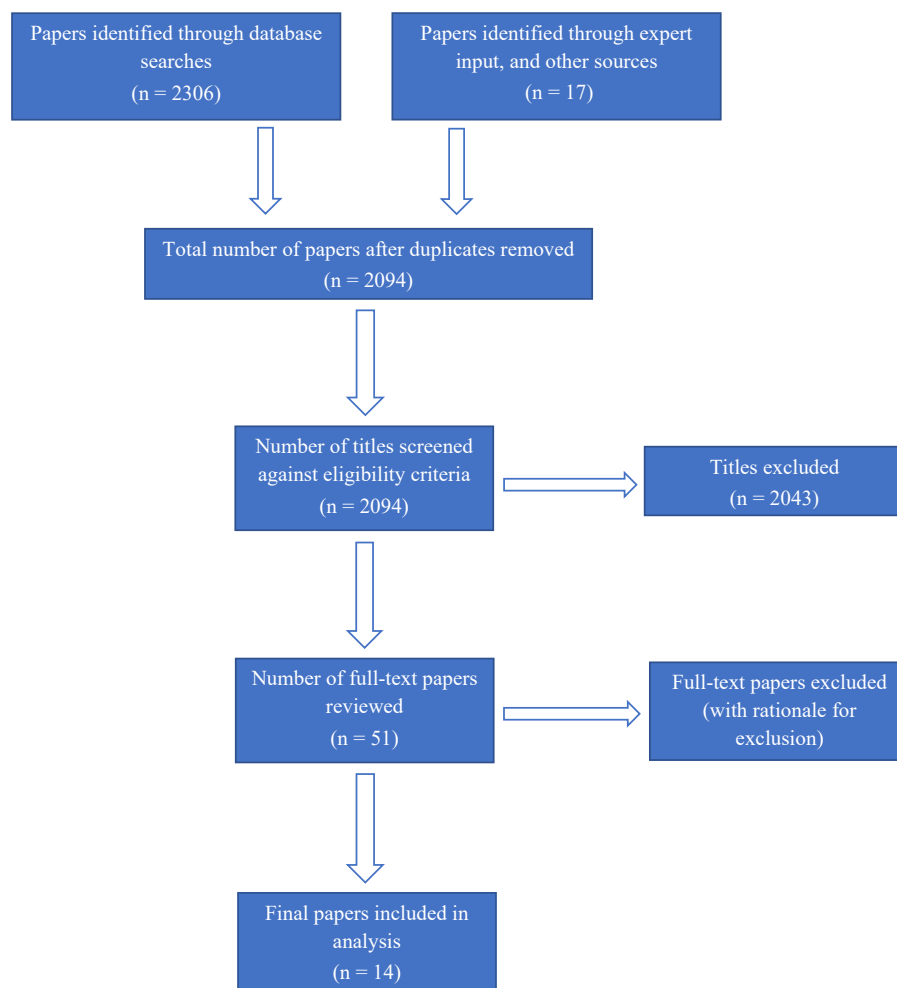 Papers identified through database
searches
(n = 2306)
Papers identified through expert
input, and other sources
(n = 17)
Total number of papers after duplicates removed
(n = 2094)
Number of titles screened
against eligibility criteria
(n = 2094)
Titles excluded
(n = 2043)
Number of full-text papers
reviewed
(n = 51)
Full-text papers excluded
(with rationale for
exclusion)
Final papers included in
analysis
(n = 14)